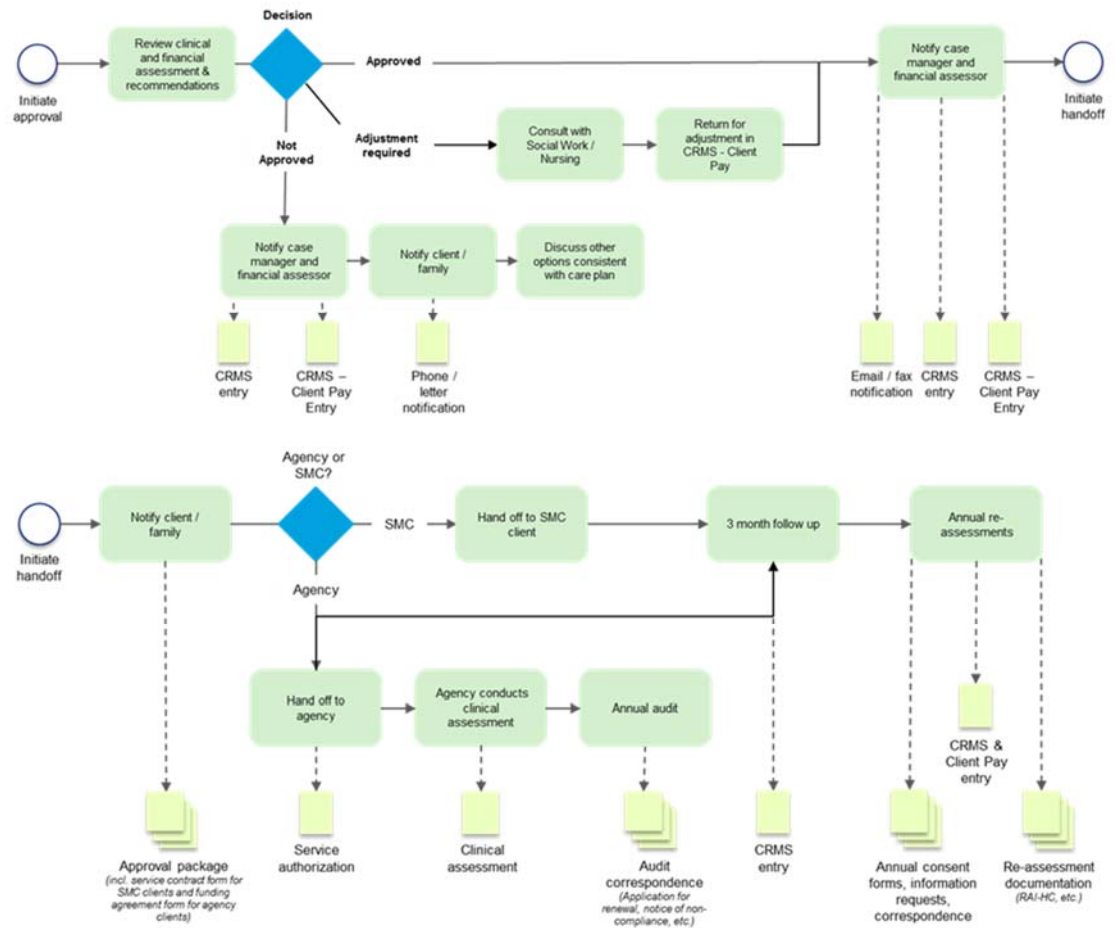 Decision
Review clinical
and financial
assessment &
recommendations
Approved
Notify case
manager and
financial assessor
Initiate
approval
Initiate
handoff
Not
Approved
Adjustment
required
Consult with
Social Work /
Nursing
Return for
adjustment in
CRMS - Client
Pay
Notify case
manager and
financial assessor
Notify client /
family
Discuss other
options consistent
with care plan
CRMS
entry
CRMS –
Client Pay
Entry
Phone /
letter
notification
Email / fax
notification
CRMS
entry
CRMS –
Client Pay
Entry
Agency or
SMC?
Notify client /
family
SMC
Hand off to SMC
client
3 month follow up
Annual re-
assessments
Initiate
handoff
Agency
Hand off to
agency
Agency conducts
clinical
assessment
Annual audit
CRMS &
Client Pay
entry
Approval package
(incl. service contract form for
SMC clients and funding
agreement form for agency
clients)
Service
authorization
Clinical
assessment
Audit
correspondence
(Application for
renewal, notice of non-
compliance, etc.)
CRMS
entry
Annual consent
forms, information
requests,
correspondence
Re-assessment
documentation
(RAI-HC, etc.)